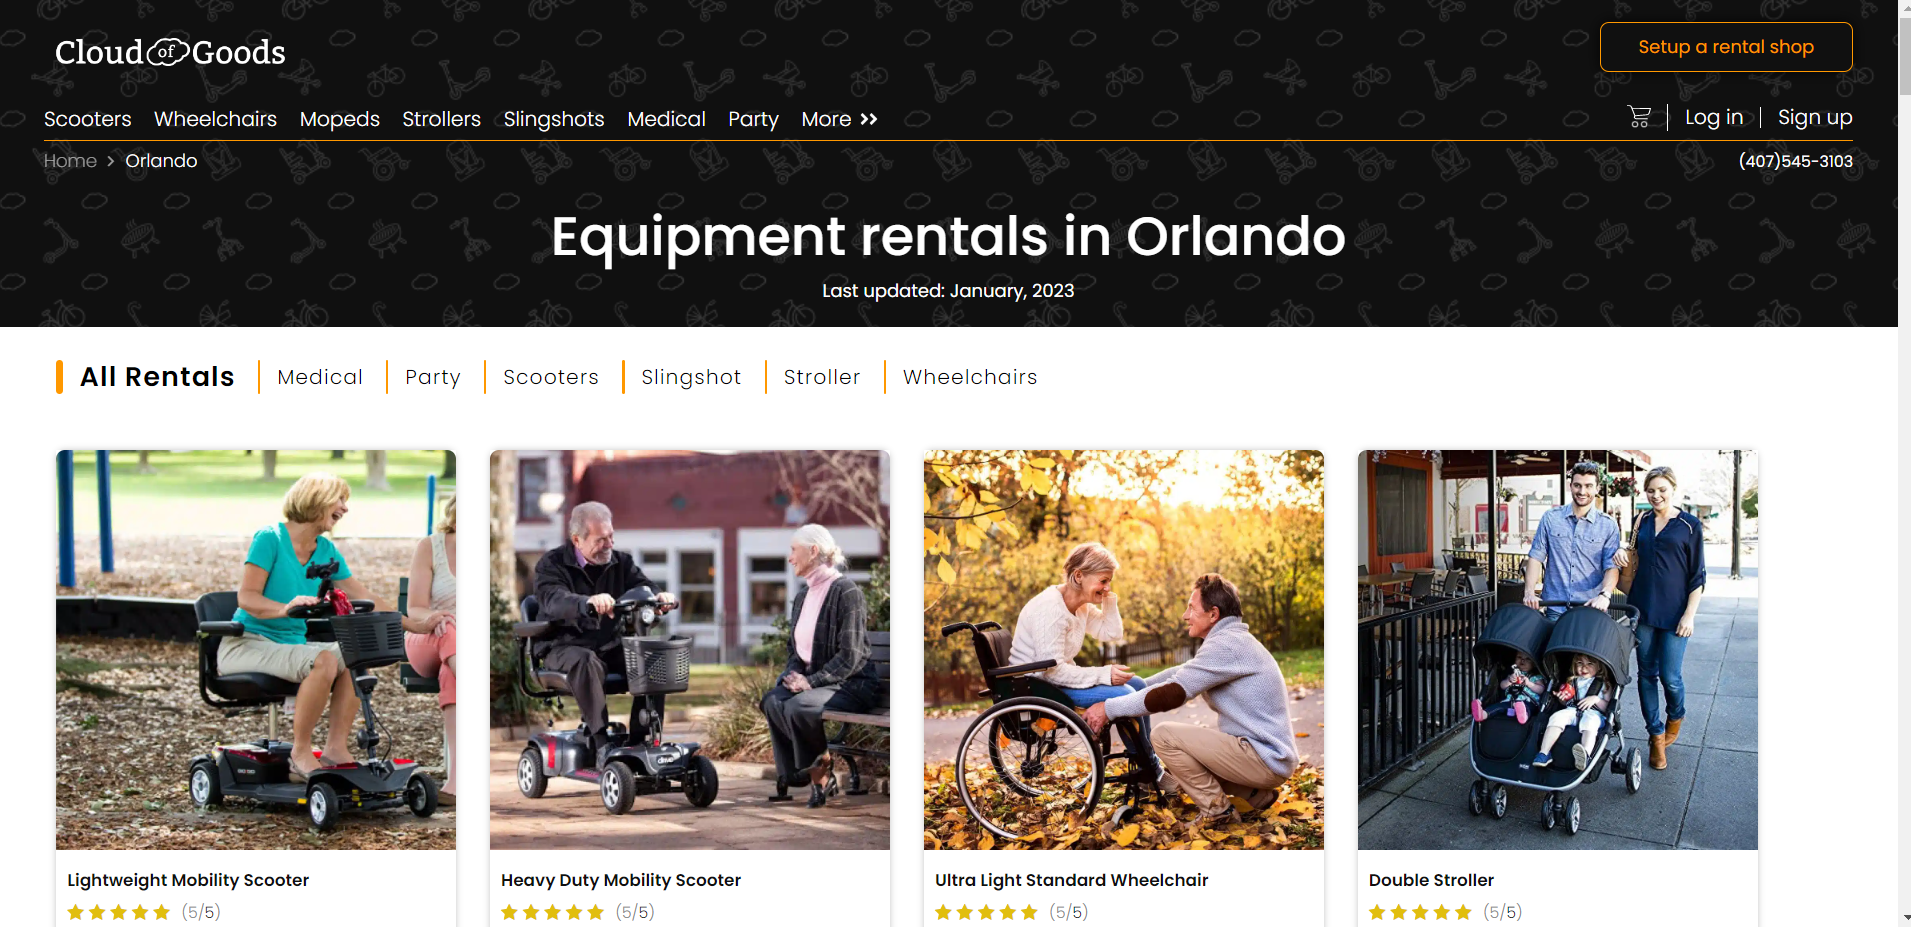 Cloud of Goods
Setup a rental shop
Scooters Wheelchairs Mopeds Strollers Slingshots Medical Party More »
Log in | Sign up
Home > Orlando
(407)545-3103
Equipment rentals in Orlando
Last updated: January, 2023
All Rentals Medical Party Scooters Slingshot Stroller Wheelchairs
Lightweight Mobility Scooter
(5/5)
Heavy Duty Mobility Scooter
(5/5)
Ultra Light Standard Wheelchair
(5/5)
Double Stroller
(5/5)